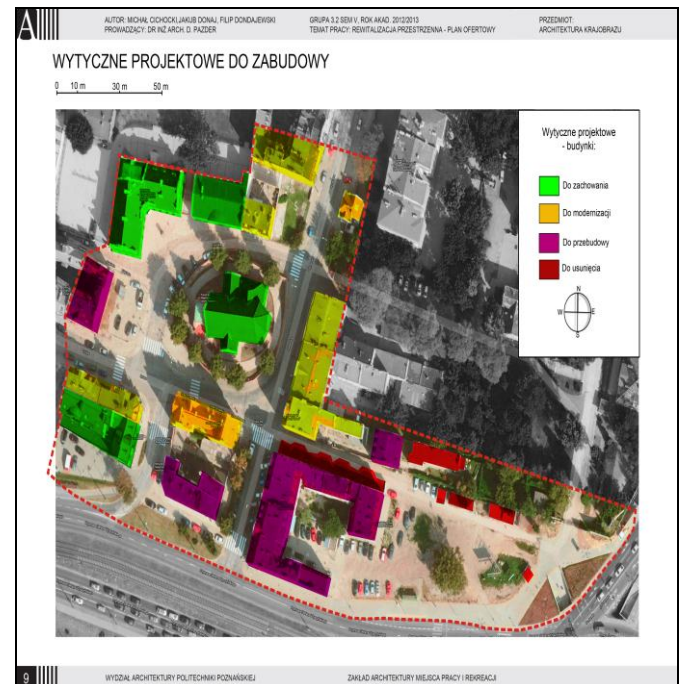 AUTOR: MICHAŁ CICHOCKI, JAKUB DONAJ, FILIP DONDAJEWSKI
PROWADZĄCY: DR INŻ ARCH. D. PAZDER
GRUPA 3.2 SEM V, ROK AKAD. 2012/2013
TEMAT PRACY: REWITALIZACJA PRZESTRZENNA - PLAN OFERTOWY
PRZEDMIOT:
ARCHITEKTURA KRAJOBRAZU
WYTYCZNE PROJEKTOWE DO ZABUDOWY
0 10 m 30 m 50 m
Wytyczne projektowe
- budynki:
Do zachowania
Do modernizacji
Do przebudowy
Do usunięcia
N
W E
S
9
WYDZIAŁ ARCHITEKTURY POLITECHNIKI POZNAŃSKIEJ
ZAKŁAD ARCHITEKTURY MIEJSCA PRACY I REKREACJI